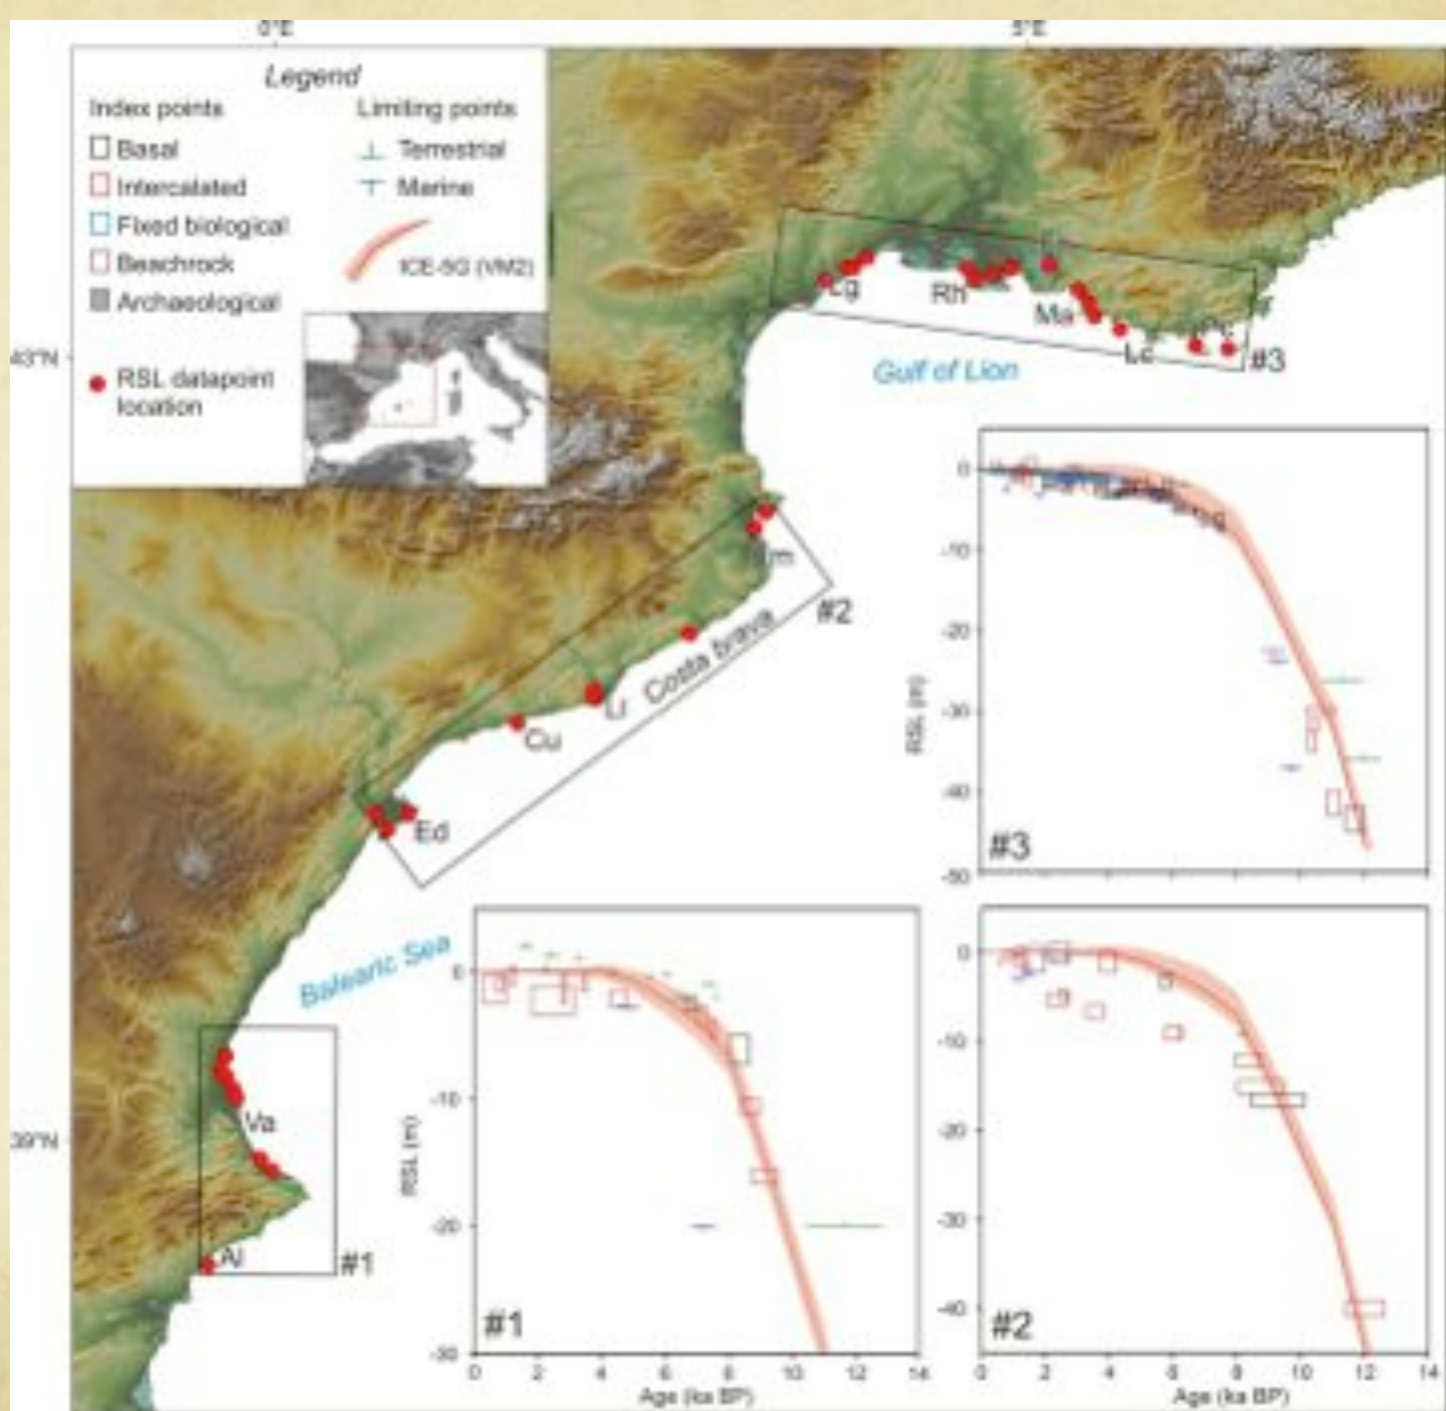 0°E
5°E
Legend
Index points
Limiting points
Basal
Terrestrial
Intercalated
Marine
Fixed biological
Beachrock
ICE-5G (VM2)
Archaeological
RSL datapoint
location
43°N
39°N
Lg
Rh
Ma
Lc
#3
Gulf of Lion
#2
Costa brava
Ll
Cu
Ed
Balearic Sea
Va
#1
0
-10
-20
-30
-40
-50
RSL (m)
#3
0
-10
-20
-30
RSL (m)
#1
0
2
4
6
8
10
12
14
Age (ka BP)
0
-10
-20
-30
-40
#2
0
2
4
6
8
10
12
14
Age (ka BP)